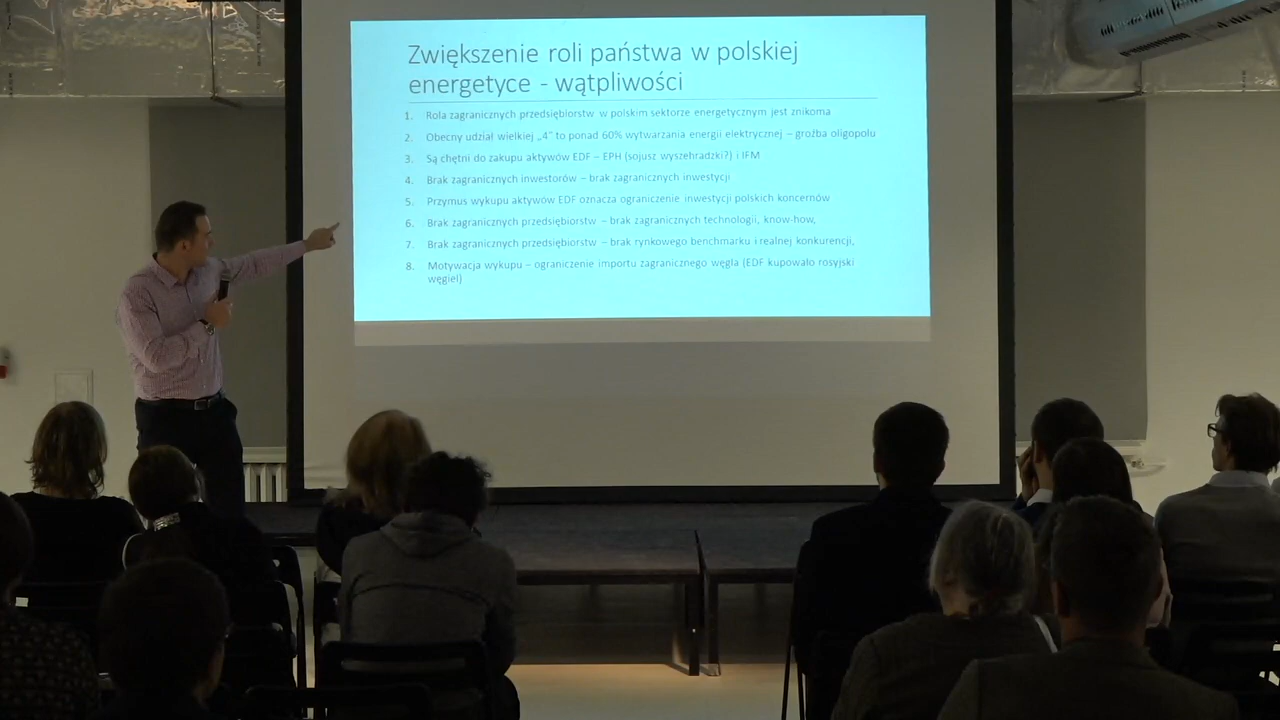 Zwiększenie roli państwa w polskiej
energetyce - wątpliwości
1. Rola zagranicznych przedsiębiorstw w polskim sektorze energetycznym jest znikoma
2. Obecny udział wielkiej „4” to ponad 60% wytwarzania energii elektrycznej – groźba oligopolu
3. Są chętni do zakupu aktywów EDF – EPH (sojusz wyszehradzki?) i IFM
4. Brak zagranicznych inwestorów – brak zagranicznych inwestycji
5. Przymus wykupu aktywów EDF oznacza ograniczenie inwestycji polskich koncernów
6. Brak zagranicznych przedsiębiorstw – brak zagranicznych technologii, know-how,
7. Brak zagranicznych przedsiębiorstw – brak rynkowego benchmarku i realnej konkurencji,
8. Motywacja wykupu – ograniczenie importu zagranicznego węgla (EDF kupowało rosyjski
węgiel)